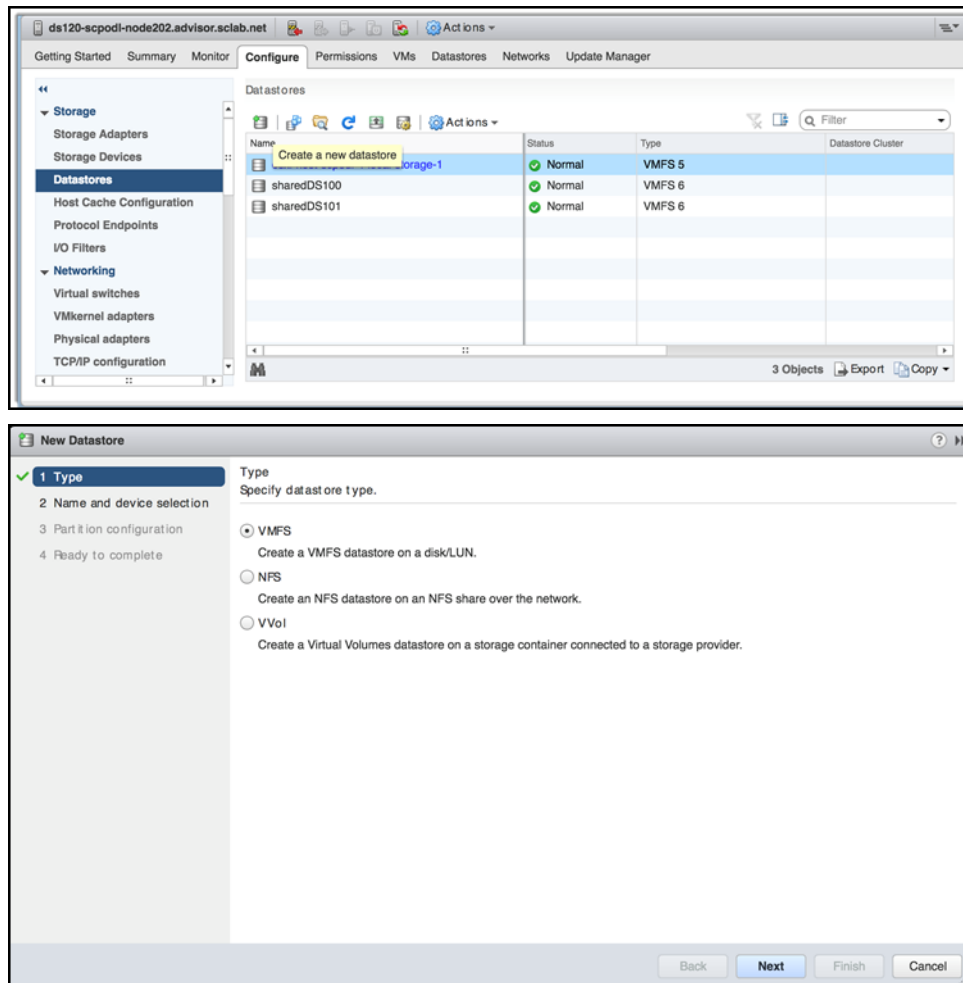 ds120-scpodl-node202.advisor.sclab.net Actions
Getting Started Summary Monitor Configure Permissions VMs Datastores Networks Update Manager
Datastores
Storage
Storage Adapters
Storage Devices
Datastores
Host Cache Configuration
Protocol Endpoints
I/O Filters
Networking
Virtual switches
VMkernel adapters
Physical adapters
TCP/IP configuration
Actions Filter
Name Status Type Datastore Cluster
Create a new datastore
Normal VMFS 5
sharedDS100 Normal VMFS 6
sharedDS101 Normal VMFS 6
3 Objects Export Copy
New Datastore
1 Type
2 Name and device selection
3 Partition configuration
4 Ready to complete
Type
Specify datastore type.
VMFS
Create a VMFS datastore on a disk/LUN.
NFS
Create an NFS datastore on an NFS share over the network.
VVol
Create a Virtual Volumes datastore on a storage container connected to a storage provider.
Back Next Finish Cancel